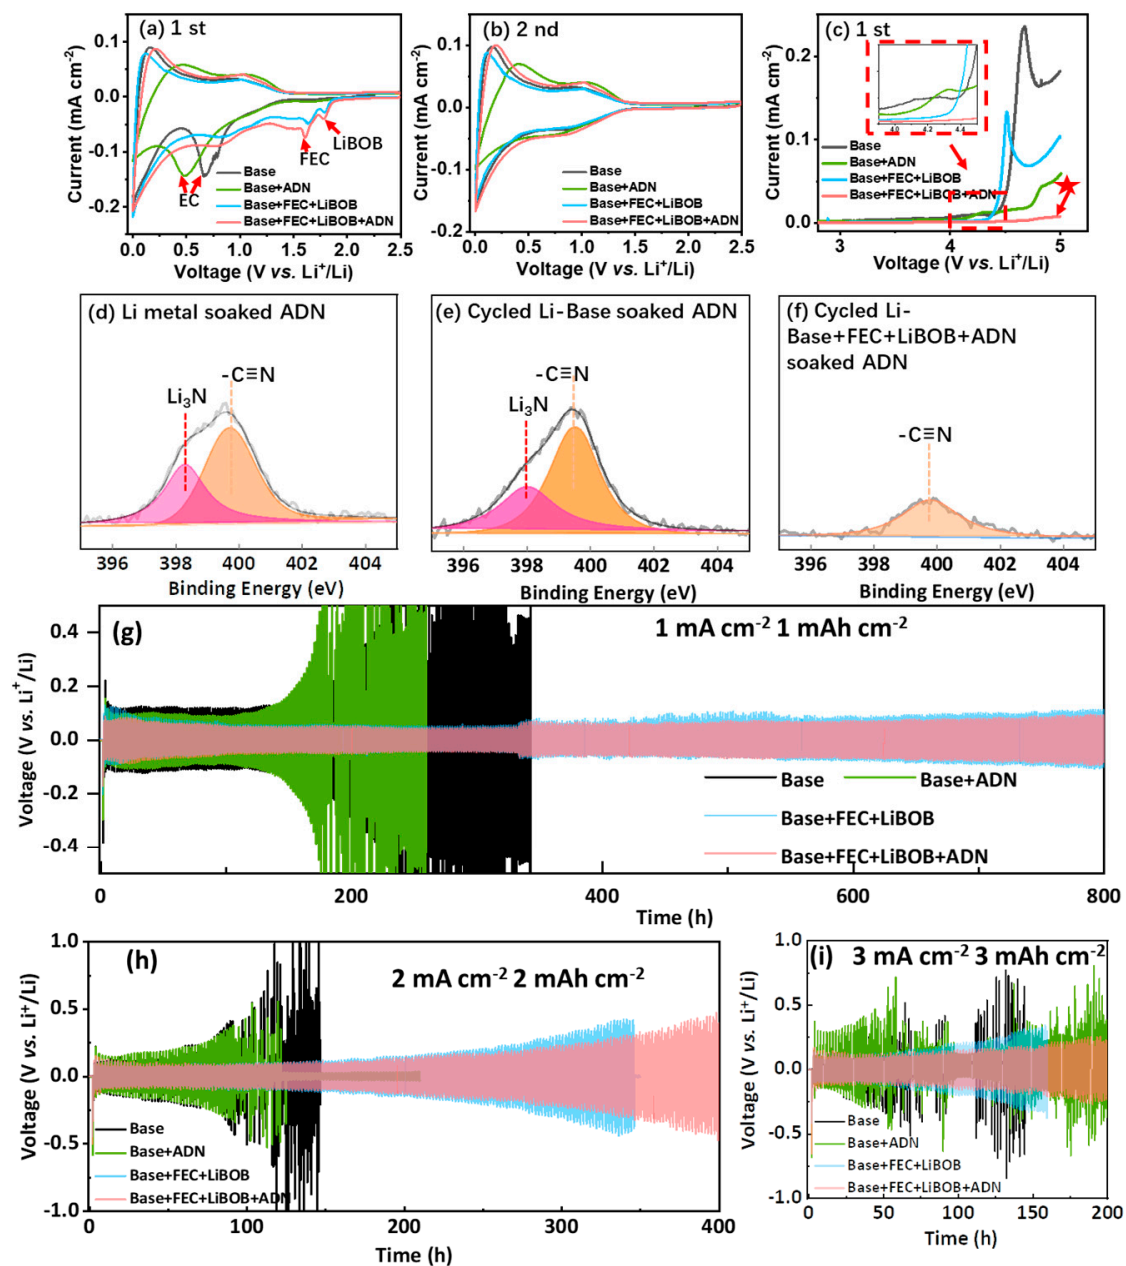 (a) 1 st
Current (mA cm-2)
0.1
0.0
-0.1
-0.2
EC
FEC
LiBOB
Base
Base+ADN
Base+FEC+LiBOB
Base+FEC+LiBOB+ADN
0.0 0.5 1.0 1.5 2.0 2.5
Voltage (V vs. Li+/Li)
(b) 2 nd
Current (mA cm-2)
0.1
0.0
-0.1
-0.2
Base
Base+ADN
Base+FEC+LiBOB
Base+FEC+LiBOB+ADN
0.0 0.5 1.0 1.5 2.0 2.5
Voltage (V vs. Li+/Li)
(c) 1st
Current (mA cm-2)
0.2
0.1
0.0
4.0 4.2 4.4
Base
Base+ADN
Base+FEC+LiBOB
Base+FEC+LiBOB+ADN
3 4 5
Voltage (V vs. Li+/Li)
(d) Li metal soaked ADN
-C≡N
Li3N
396 398 400 402 404
Binding Energy (eV)
(e) Cycled Li-Base soaked ADN
-C≡N
Li3N
396 398 400 402 404
Binding Energy (eV)
(f) Cycled Li-
Base+FEC+LiBOB+ADN
soaked ADN
-C≡N
396 398 400 402 404
Binding Energy (eV)
(g)
1 mA cm-2 1 mAh cm-2
Voltage (V vs. Li+/Li)
0.4
0.2
0.0
-0.2
-0.4
Base
Base+ADN
Base+FEC+LiBOB
Base+FEC+LiBOB+ADN
0 200 400 600 800
Time (h)
(h)
2 mA cm-2 2 mAh cm-2
Voltage (V vs. Li+/Li)
1.0
0.5
0.0
-0.5
-1.0
Base
Base+ADN
Base+FEC+LiBOB
Base+FEC+LiBOB+ADN
0 100 200 300 400
Time (h)
(i)
3 mA cm-2 3 mAh cm-2
Voltage (V vs. Li+/Li)
1.0
0.5
0.0
-0.5
-1.0
Base
Base+ADN
Base+FEC+LiBOB
Base+FEC+LiBOB+ADN
0 50 100 150 200
Time (h)